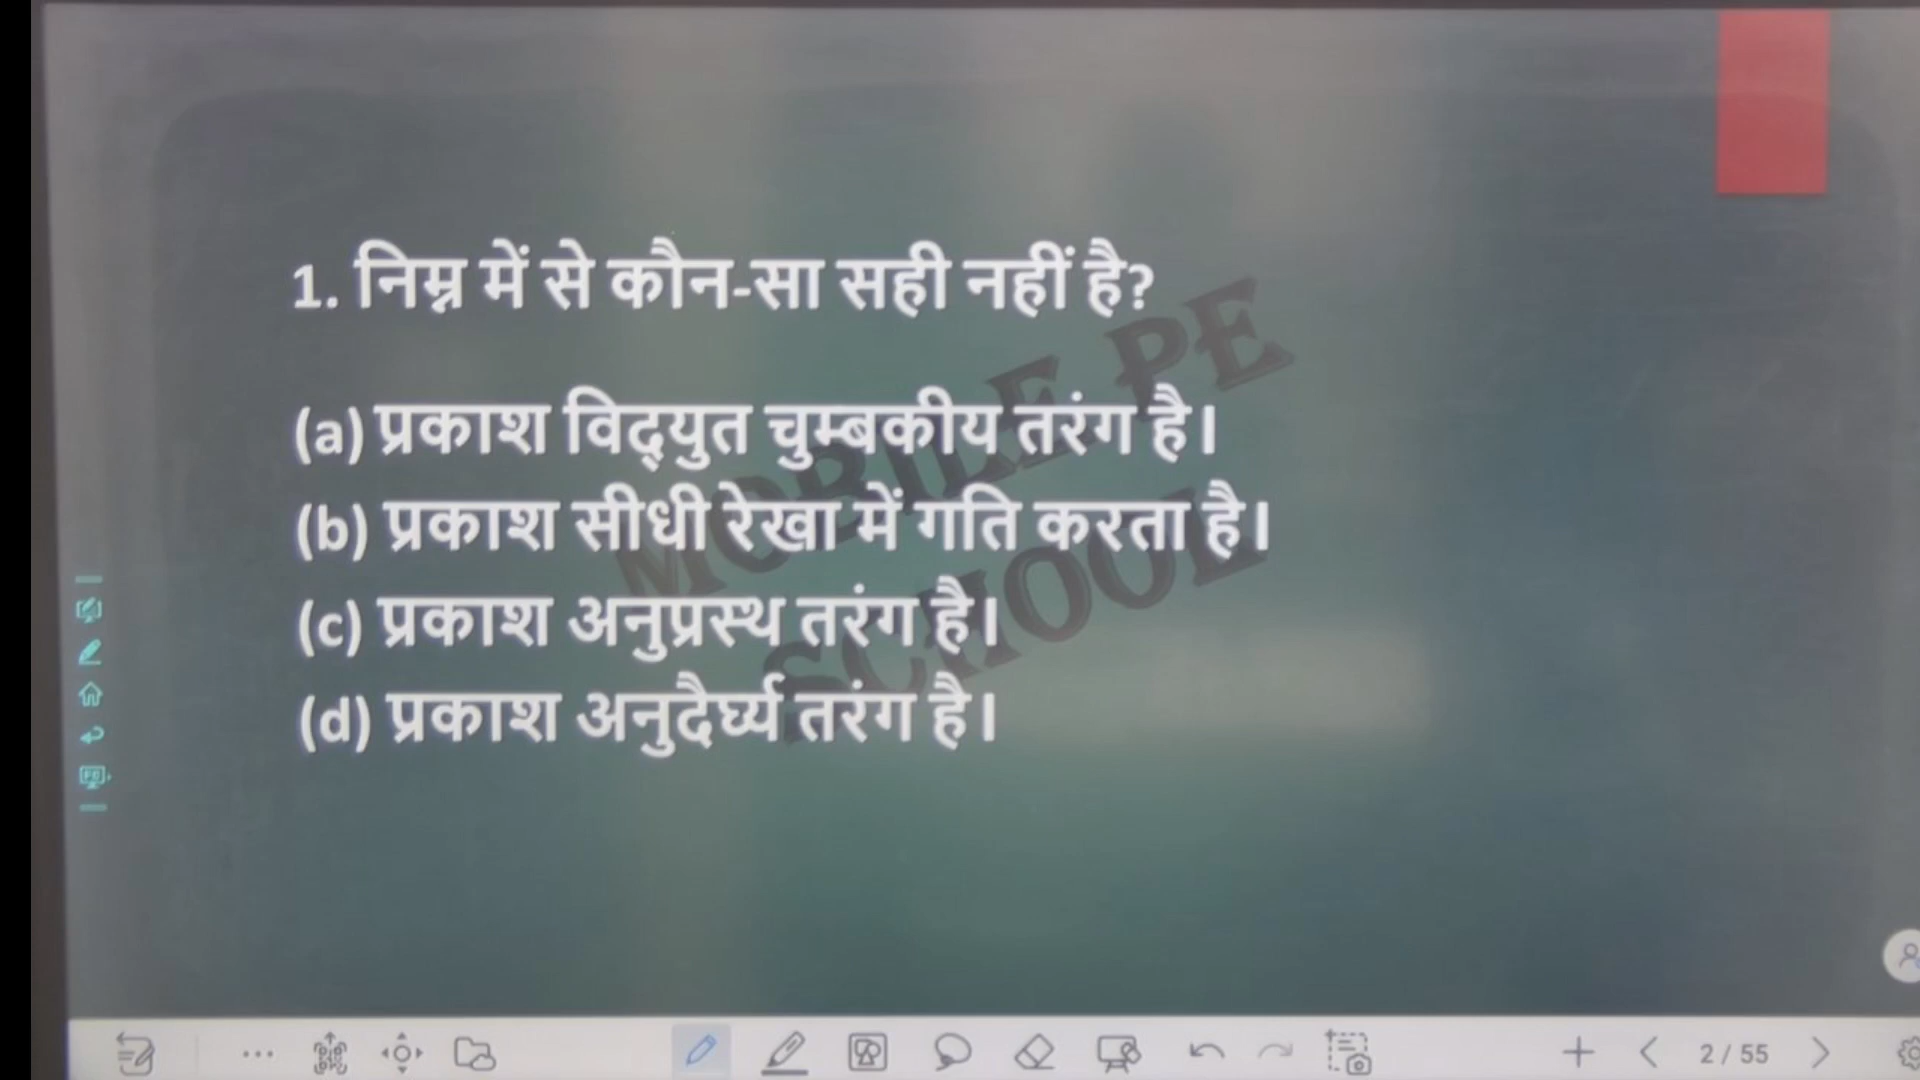 1. निम्न में से कौन-सा सही नहीं है?
(a) प्रकाश विद्युत चुम्बकीय तरंग है।
(b) प्रकाश सीधी रेखा में गति करता है।
(c) प्रकाश अनुप्रस्थ तरंग है।
(d) प्रकाश अनुदैर्घ्य तरंग है।
MOBILE PE
SCHOOL
2 / 55